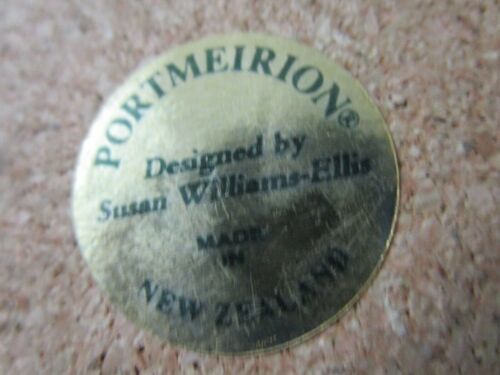 PORTMEIRION®
Designed by
Susan Williams-Ellis
MADE
IN
NEW ZEALAND